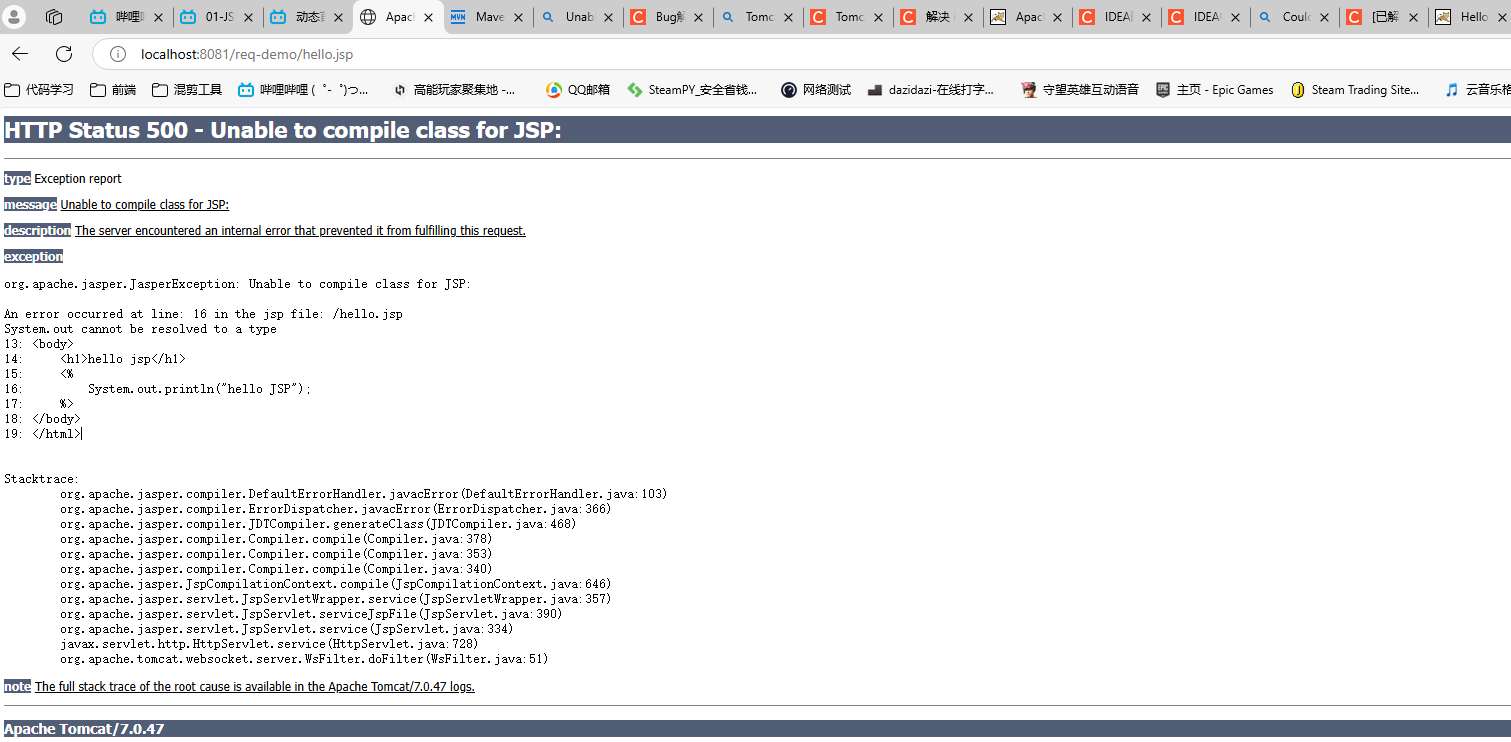 哔哩 01-JS 动态 Apac Mave Unab Bug解 Tomc Tomc 解决 Apac IDEA IDEA Coul [已解 Hello
localhost:8081/req-demo/hello.jsp
代码学习 前端 混剪工具 哔哩哔哩 (゜-゜)つ... 高能玩家聚集地 -... QQ邮箱 SteamPY_安全省钱... 网络测试 dazidazi-在线打字... 守望英雄互动语音 主页 - Epic Games Steam Trading Site... 云音乐格
HTTP Status 500 - Unable to compile class for JSP:
type Exception report
message Unable to compile class for JSP:
description The server encountered an internal error that prevented it from fulfilling this request.
exception
org.apache.jasper.JasperException: Unable to compile class for JSP:
An error occurred at line: 16 in the jsp file: /hello.jsp
System.out cannot be resolved to a type
13: <body>
14:     <h1>hello jsp</h1>
15:     <%
16:         System.out.println("hello JSP");
17:     %>
18: </body>
19: </html>
Stacktrace:
org.apache.jasper.compiler.DefaultErrorHandler.javacError(DefaultErrorHandler.java:103)
org.apache.jasper.compiler.ErrorDispatcher.javacError(ErrorDispatcher.java:366)
org.apache.jasper.compiler.JDTCompiler.generateClass(JDTCompiler.java:468)
org.apache.jasper.compiler.Compiler.compile(Compiler.java:378)
org.apache.jasper.compiler.Compiler.compile(Compiler.java:353)
org.apache.jasper.compiler.Compiler.compile(Compiler.java:340)
org.apache.jasper.JspCompilationContext.compile(JspCompilationContext.java:646)
org.apache.jasper.servlet.JspServletWrapper.service(JspServletWrapper.java:357)
org.apache.jasper.servlet.JspServlet.serviceJspFile(JspServlet.java:390)
org.apache.jasper.servlet.JspServlet.service(JspServlet.java:334)
javax.servlet.http.HttpServlet.service(HttpServlet.java:728)
org.apache.tomcat.websocket.server.WsFilter.doFilter(WsFilter.java:51)
note The full stack trace of the root cause is available in the Apache Tomcat/7.0.47 logs.
Apache Tomcat/7.0.47